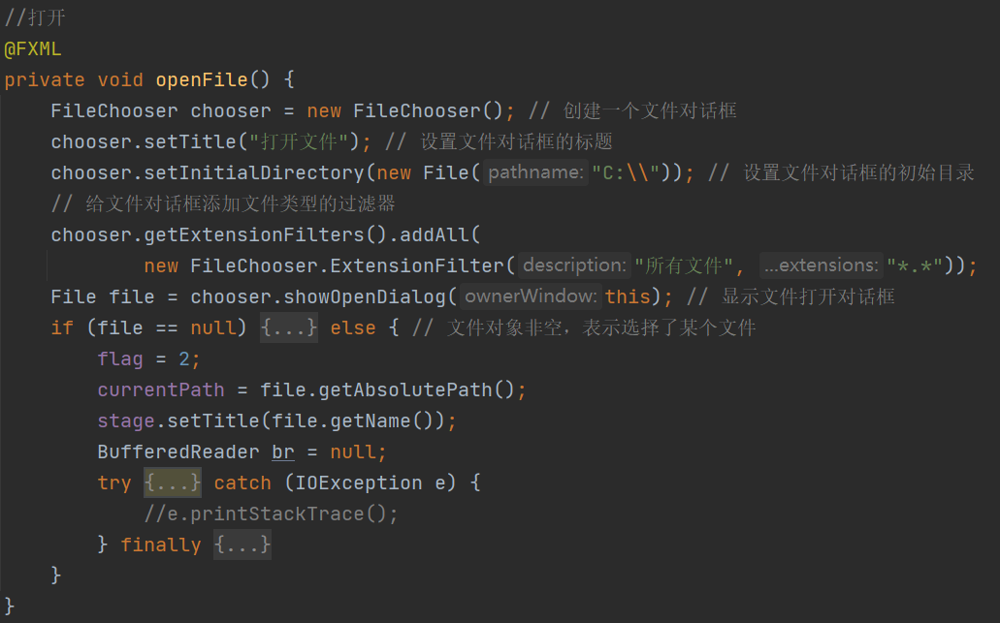 //打开
@FXML
private void openFile() {
    FileChooser chooser = new FileChooser(); // 创建一个文件对话框
    chooser.setTitle("打开文件"); // 设置文件对话框的标题
    chooser.setInitialDirectory(new File( pathname: "C:\\")); // 设置文件对话框的初始目录
    // 给文件对话框添加文件类型的过滤器
    chooser.getExtensionFilters().addAll(
            new FileChooser.ExtensionFilter( description: "所有文件", ...extensions: "*.*"));
    File file = chooser.showOpenDialog( ownerWindow: this); // 显示文件打开对话框
    if (file == null) {...} else { // 文件对象非空，表示选择了某个文件
        flag = 2;
        currentPath = file.getAbsolutePath();
        stage.setTitle(file.getName());
        BufferedReader br = null;
        try {...} catch (IOException e) {
            //e.printStackTrace();
        } finally {...}
    }
}